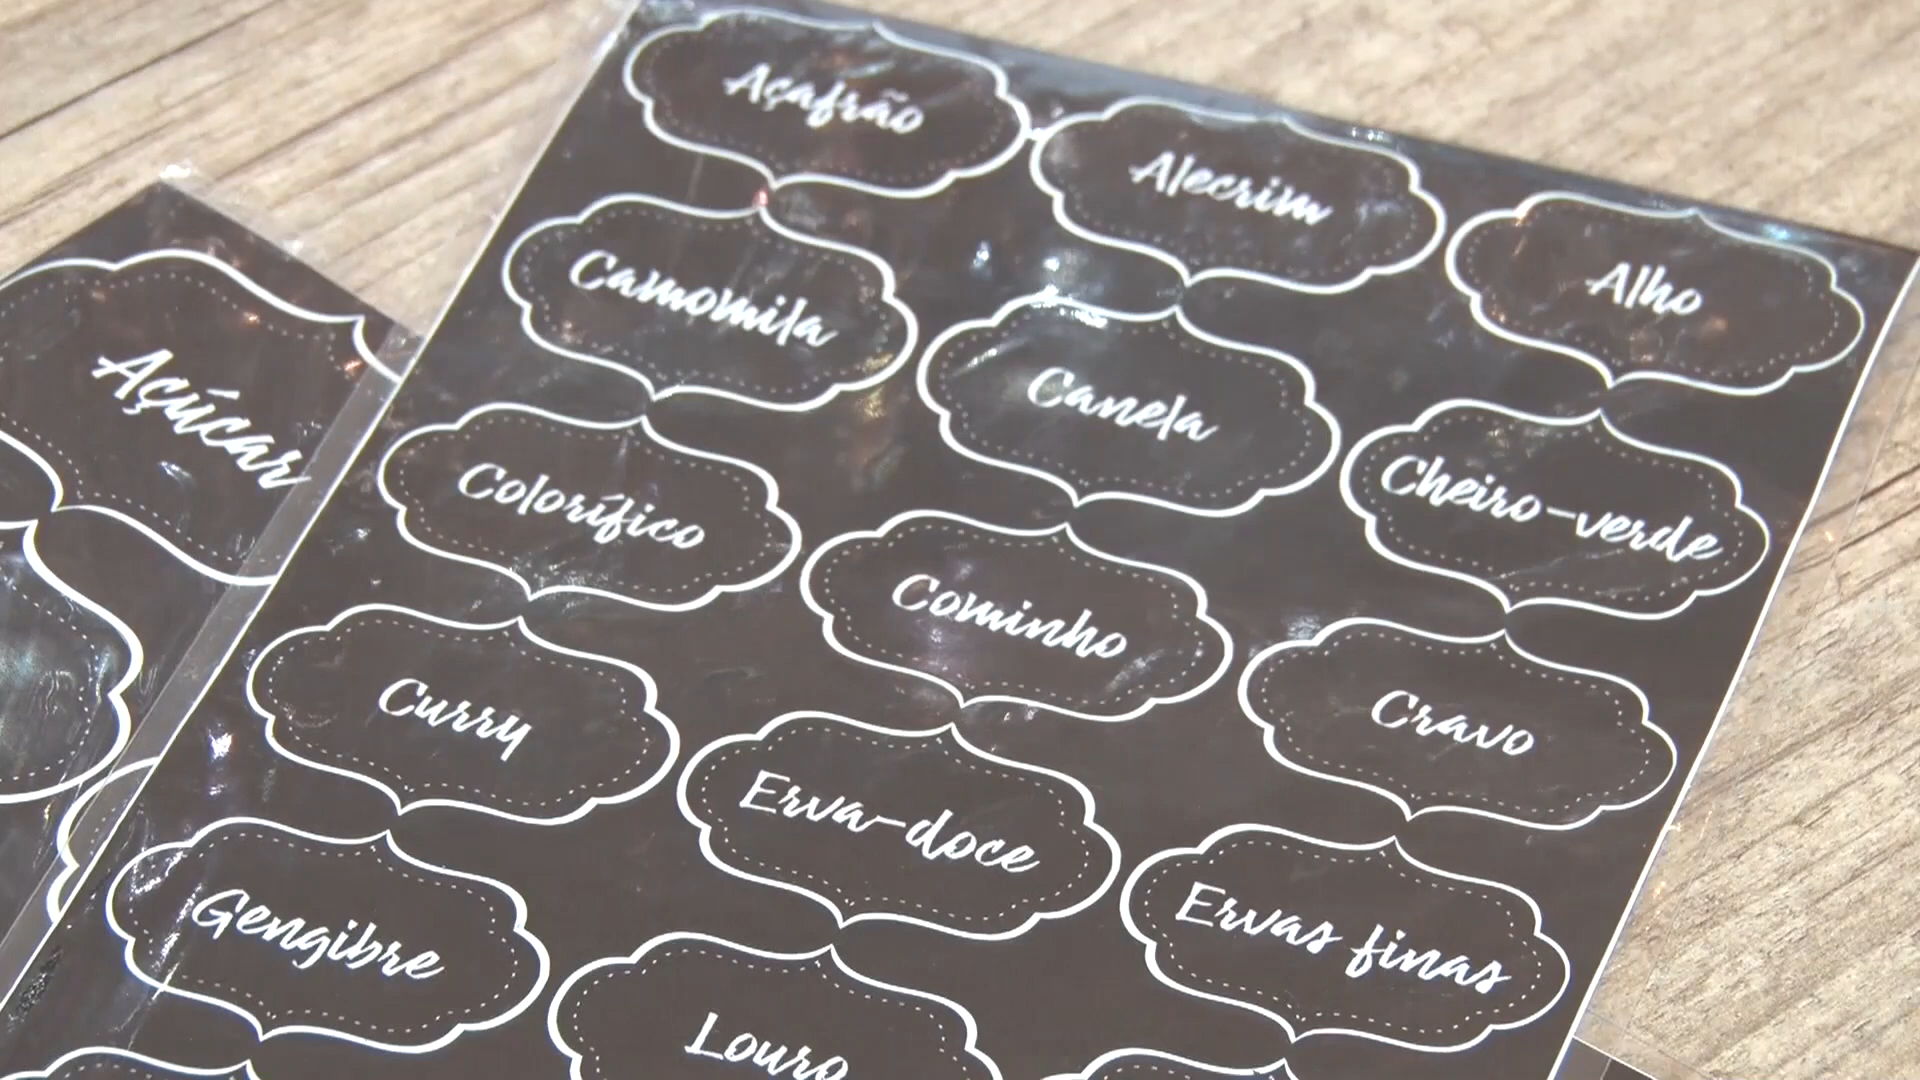 Açafrão
Alecrim
Alho
Camomila
Canela
Cheiro-verde
Colorífico
Cominho
Cravo
Curry
Erva-doce
Ervas finas
Gengibre
Louro
Açúcar